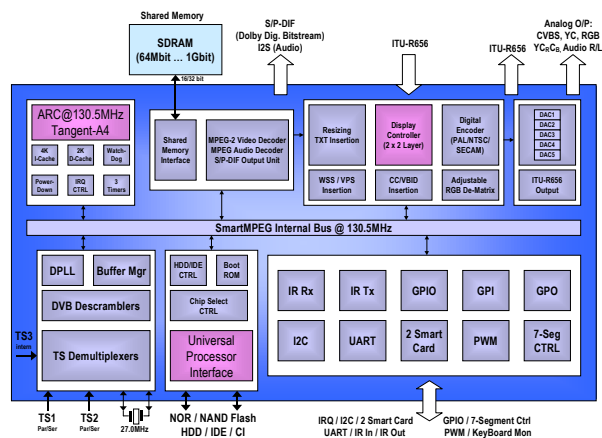 Shared Memory
SDRAM
(64Mbit ... 1Gbit)
16/32 bit
S/P-DIF
(Dolby Dig. Bitstream)
I2S (Audio)
ITU-R656
ITU-R656
Analog O/P:
CVBS, YC, RGB
YCRCB, Audio R/L
ARC@130.5MHz
Tangent-A4
4K
I-Cache
2K
D-Cache
Watch-
Dog
Power-
Down
IRQ
CTRL
3
Timers
Shared
Memory
Interface
MPEG-2 Video Decoder
MPEG Audio Decoder
S/P-DIF Output Unit
Resizing
TXT Insertion
Display
Controller
(2 x 2 Layer)
Digital
Encoder
(PAL/NTSC/
SECAM)
WSS / VPS
Insertion
CC/VBID
Insertion
Adjustable
RGB De-Matrix
DAC1
DAC2
DAC3
DAC4
DAC5
ITU-R656
Output
SmartMPEG Internal Bus @ 130.5MHz
DPLL
Buffer Mgr
DVB Descramblers
TS Demultiplexers
HDD/IDE
CTRL
Boot
ROM
Chip Select
CTRL
Universal
Processor
Interface
IR Rx
IR Tx
GPIO
GPI
GPO
I2C
UART
2 Smart
Card
PWM
7-Seg
CTRL
TS3
intern
TS1
Par/Ser
TS2
Par/Ser
27.0MHz
NOR / NAND Flash
HDD / IDE / CI
IRQ / I2C / 2 Smart Card
UART / IR In / IR Out
GPIO / 7-Segment Ctrl
PWM / KeyBoard Mon